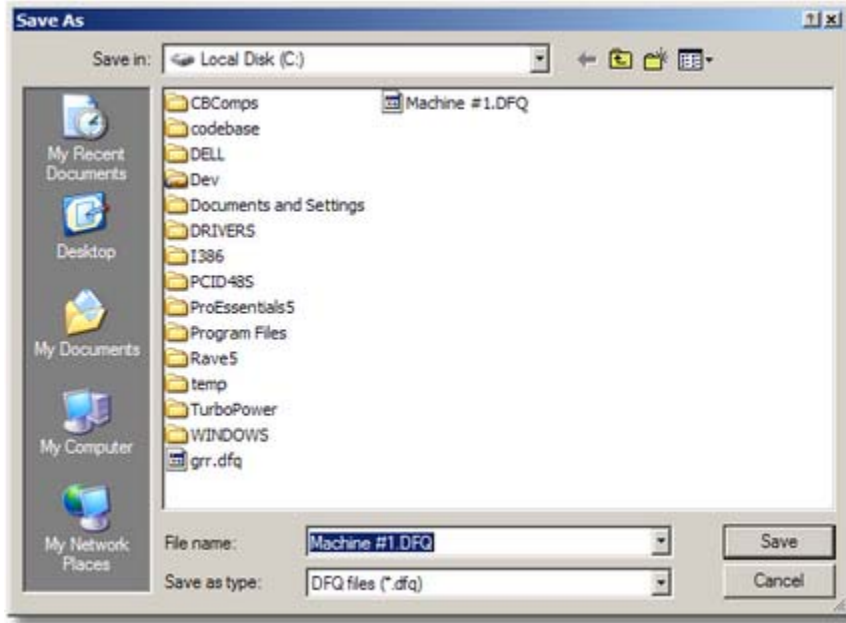 Save As
Save in: Local Disk (C:)
My Recent
Documents
Desktop
My Documents
My Computer
My Network
Places
CBComps
codebase
DELL
Dev
Documents and Settings
DRIVERS
I386
PCID48S
ProEssentials5
Program Files
Rave5
temp
TurboPower
WINDOWS
grr.dfq
Machine #1.DFQ
File name: Machine #1.DFQ Save
Save as type: DFQ files (*.dfq) Cancel